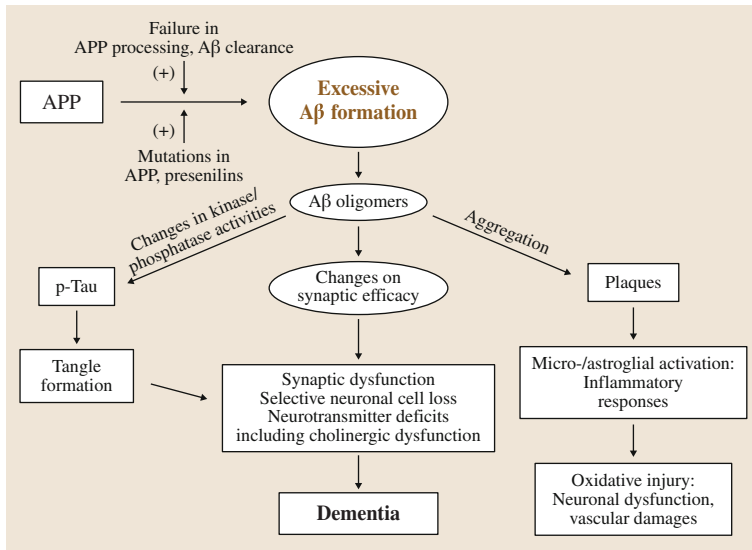 Failure in
APP processing, Aβ clearance
(+)
APP
Excessive
Aβ formation
(+)
Mutations in
APP, presenilins
Aβ oligomers
Changes in kinase/
phosphatase activities
Aggregation
p-Tau
Changes on
synaptic efficacy
Plaques
Tangle
formation
Synaptic dysfunction
Selective neuronal cell loss
Neurotransmitter deficits
including cholinergic dysfunction
Micro-/astroglial activation:
Inflammatory
responses
Dementia
Oxidative injury:
Neuronal dysfunction,
vascular damages